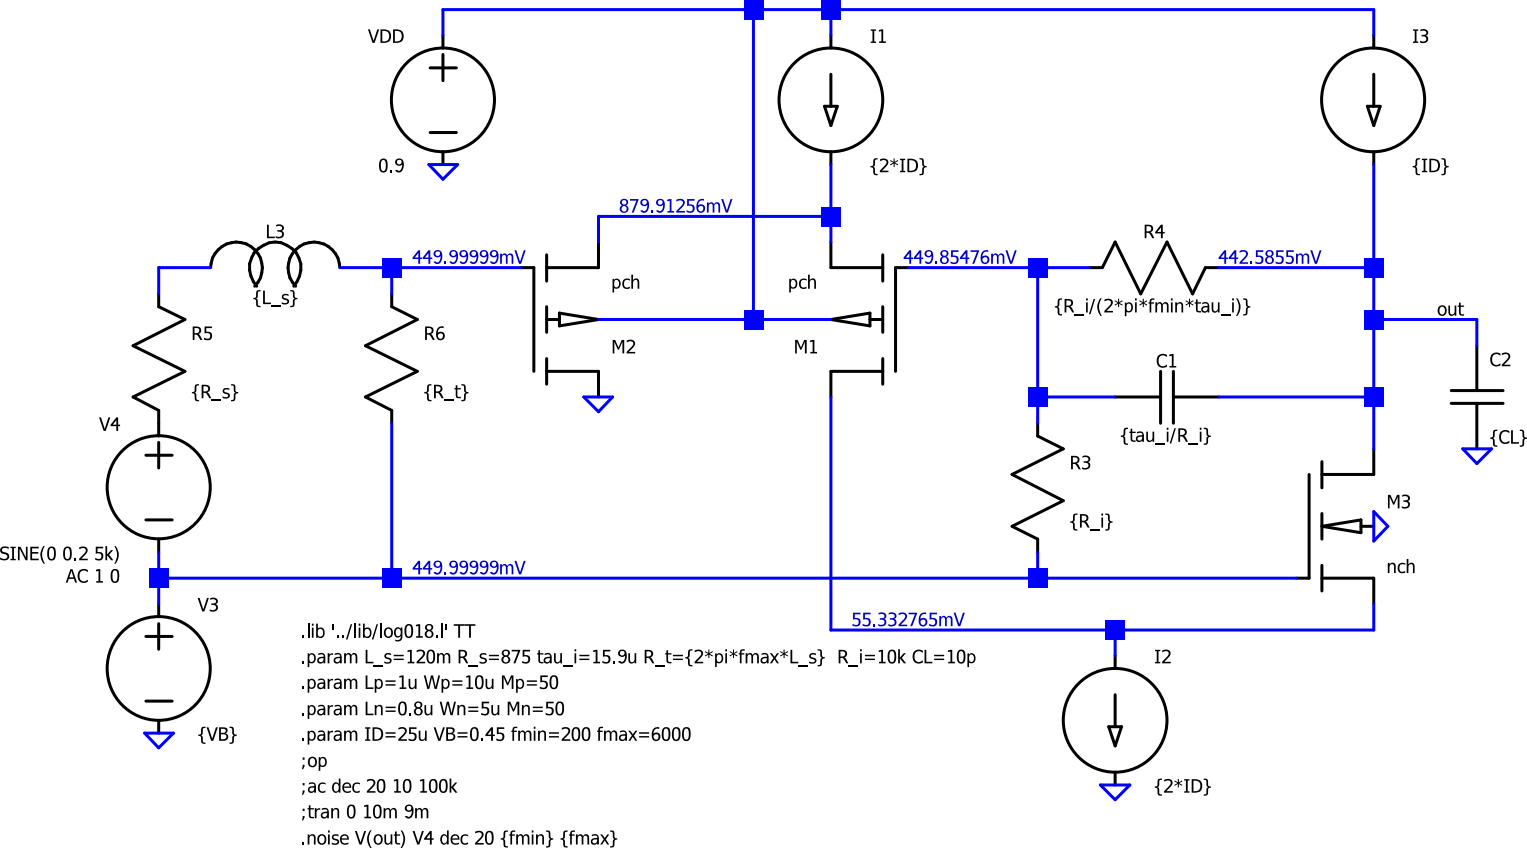 VDD
I1
I3
0.9
{2*ID}
{ID}
879.91256mV
L3
449.99999mV
449.85476mV
R4
442.5855mV
pch
pch
{L_s}
{R_i/(2*pi*fmin*tau_i)}
out
R5
R6
M2
M1
C1
C2
{R_s}
{R_t}
V4
{tau_i/R_i}
{CL}
R3
M3
{R_i}
SINE(0 0.2 5k)
AC 1 0
449.99999mV
nch
V3
55.332765mV
.lib '../lib/log018.l' TT
I2
.param L_s=120m R_s=875 tau_i=15.9u R_t={2*pi*fmax*L_s} R_i=10k CL=10p
.param Lp=1u Wp=10u Mp=50
.param Ln=0.8u Wn=5u Mn=50
{VB}
.param ID=25u VB=0.45 fmin=200 fmax=6000
;op
;ac dec 20 10 100k
{2*ID}
;tran 0 10m 9m
.noise V(out) V4 dec 20 {fmin} {fmax}